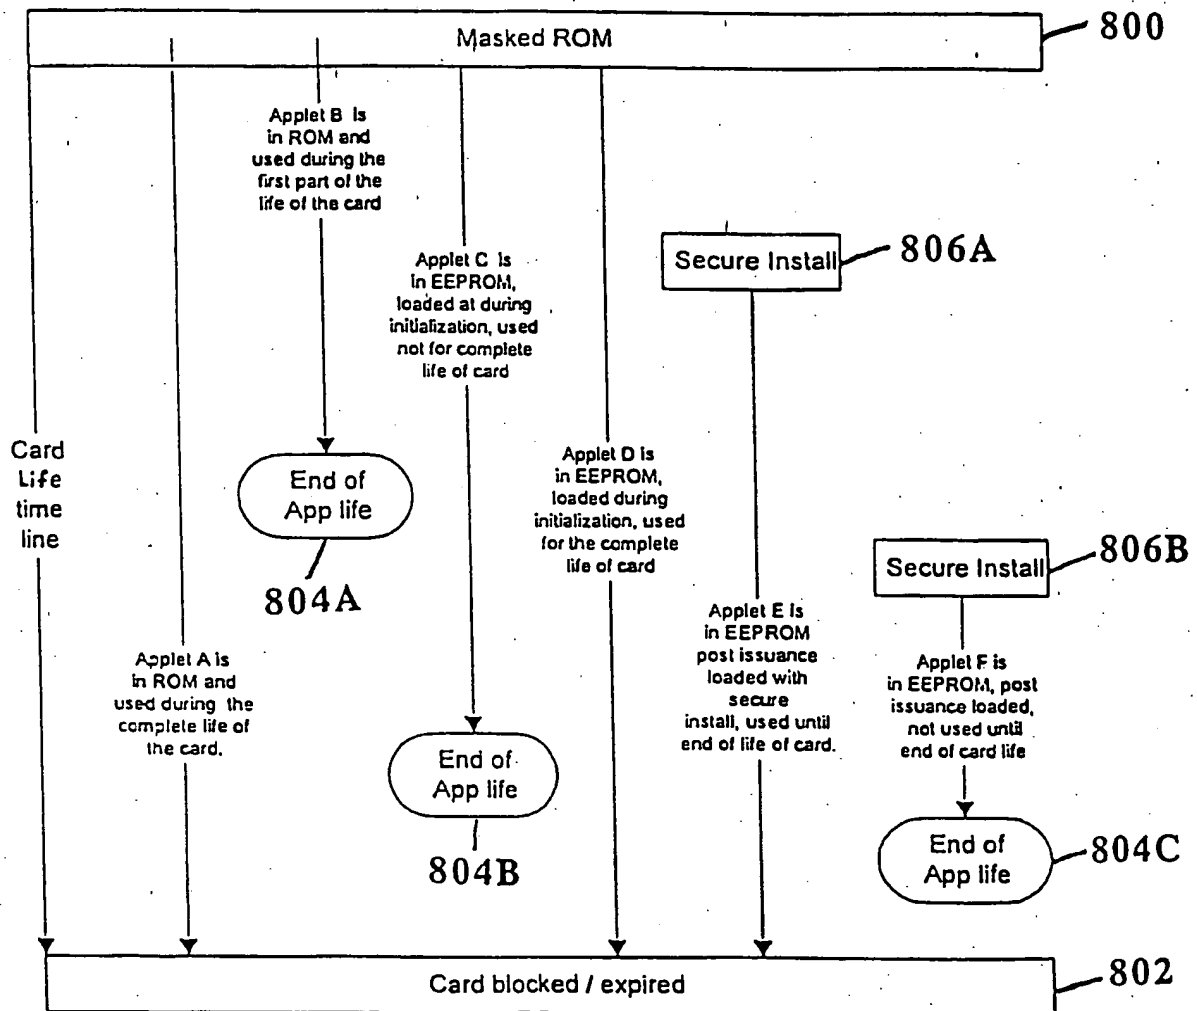 Masked ROM
800
Applet B is
in ROM and
used during the
first part of the
life of the card
Applet C is
in EEPROM,
loaded at during
initialization, used
not for complete
life of card
Secure Install
806A
Card
Life
time
line
End of
App life
804A
Applet D is
in EEPROM,
loaded during
initialization, used
for the complete
life of card
Secure Install
806B
Applet A is
in ROM and
used during the
complete life of
the card.
Applet E is
in EEPROM
post issuance
loaded with
secure
install, used until
end of life of card.
Applet F is
in EEPROM, post
issuance loaded,
not used until
end of card life
End of
App life
804B
End of
App life
804C
Card blocked / expired
802